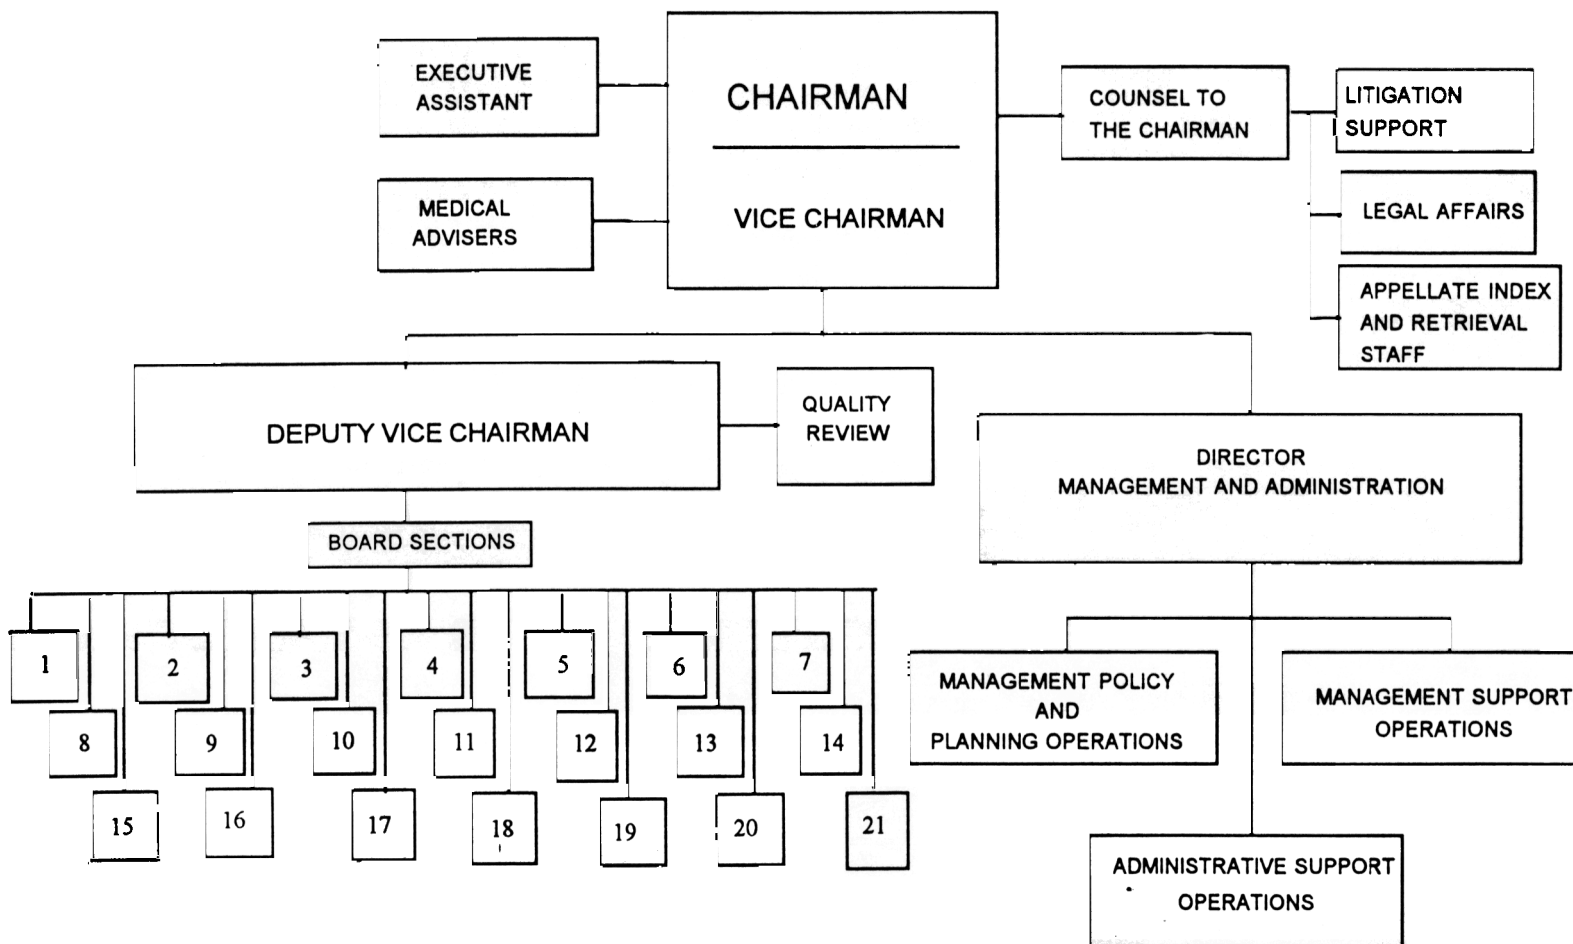 EXECUTIVE
ASSISTANT
CHAIRMAN
VICE CHAIRMAN
MEDICAL
ADVISERS
COUNSEL TO
THE CHAIRMAN
LITIGATION
SUPPORT
LEGAL AFFAIRS
APPELLATE INDEX
AND RETRIEVAL
STAFF
DEPUTY VICE CHAIRMAN
QUALITY
REVIEW
DIRECTOR
MANAGEMENT AND ADMINISTRATION
BOARD SECTIONS
1
2
3
4
5
6
7
8
9
10
11
12
13
14
15
16
17
18
19
20
21
MANAGEMENT POLICY
AND
PLANNING OPERATIONS
MANAGEMENT SUPPORT
OPERATIONS
ADMINISTRATIVE SUPPORT
OPERATIONS